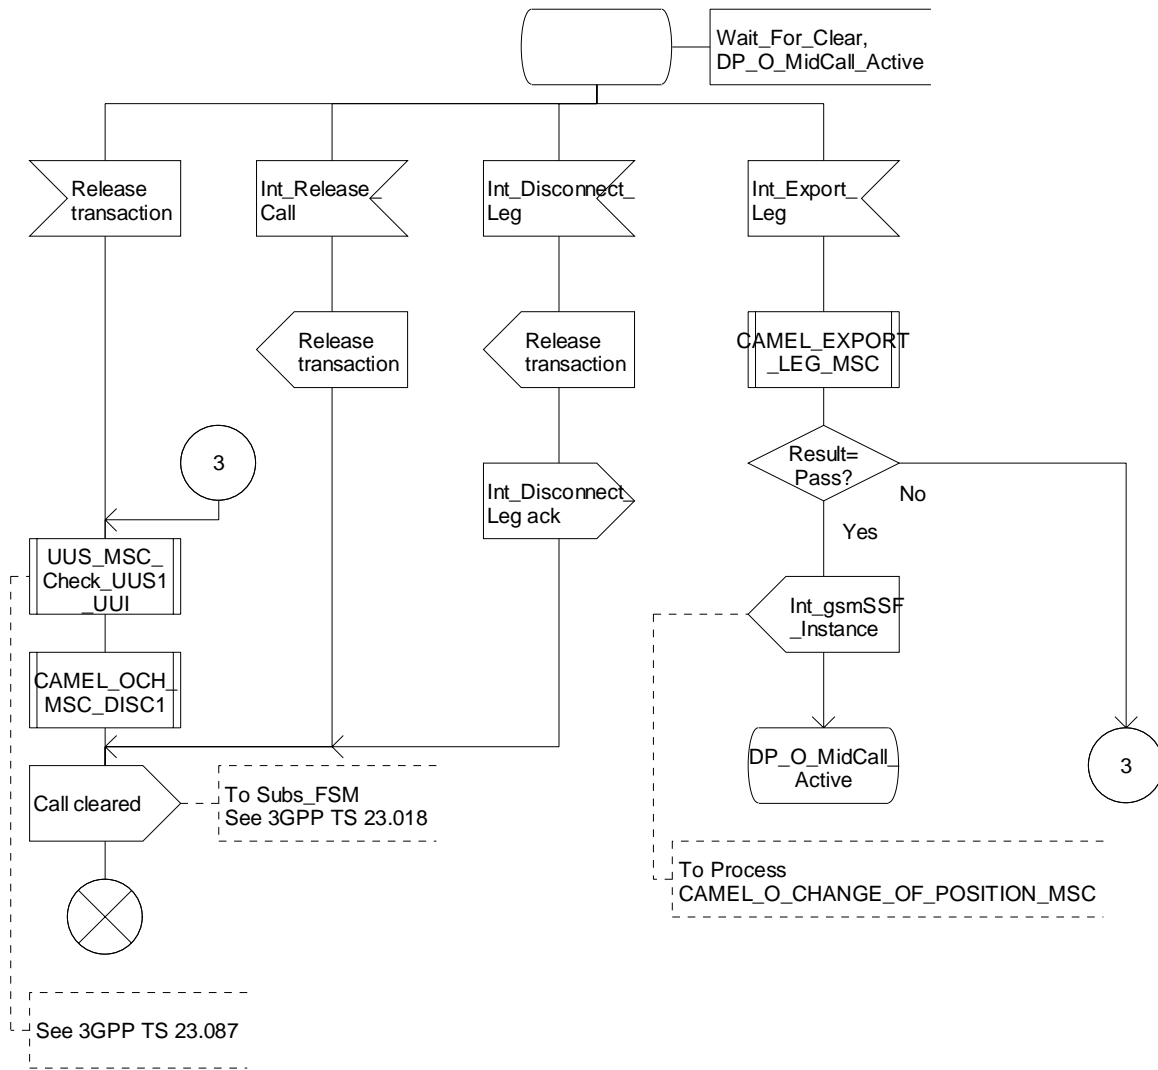 Wait_For_Clear,
DP_O_MidCall_Active
Release
transaction
Int_Release_
Call
Int_Disconnect_
Leg
Int_Export_
Leg
Release
transaction
Release
transaction
CAMEL_EXPORT
_LEG_MSC
3
Int_Disconnect_
Leg ack
Result=
Pass?
No
Yes
UUS_MSC_
Check_UUS1
_UUI
Int_gsmSSF
_Instance
CAMEL_OCH_
MSC_DISC1
DP_O_MidCall_
Active
3
Call cleared
To Subs_FSM
See 3GPP TS 23.018
To Process
CAMEL_O_CHANGE_OF_POSITION_MSC
See 3GPP TS 23.087